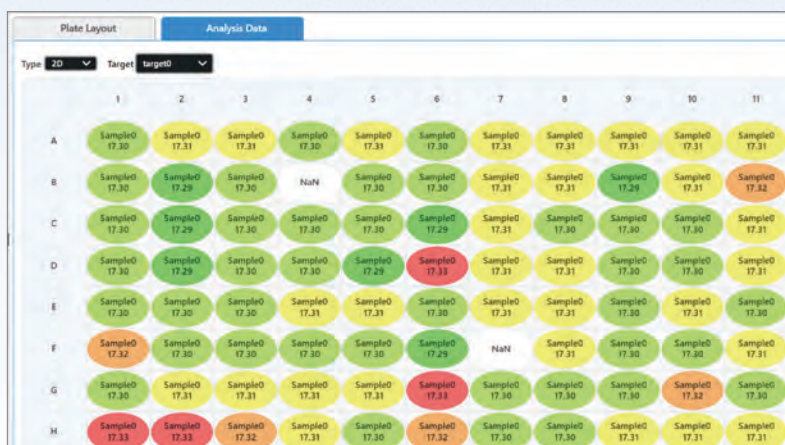 Plate Layout Analysis Data
Type 2D Target target0
1 2 3 4 5 6 7 8 9 10 11
A Sample0 Sample0 Sample0 Sample0 Sample0 Sample0 Sample0 Sample0 Sample0 Sample0 Sample0
17.30 17.31 17.31 17.30 17.31 17.30 17.31 17.31 17.31 17.31 17.31
B Sample0 Sample0 Sample0 NaN Sample0 Sample0 Sample0 Sample0 Sample0 Sample0 Sample0
17.30 17.29 17.30 17.30 17.30 17.31 17.31 17.29 17.31 17.32
C Sample0 Sample0 Sample0 Sample0 Sample0 Sample0 Sample0 Sample0 Sample0 Sample0 Sample0
17.30 17.29 17.30 17.30 17.30 17.29 17.31 17.30 17.30 17.30 17.31
D Sample0 Sample0 Sample0 Sample0 Sample0 Sample0 Sample0 Sample0 Sample0 Sample0 Sample0
17.30 17.29 17.30 17.30 17.29 17.33 17.31 17.31 17.30 17.30 17.31
E Sample0 Sample0 Sample0 Sample0 Sample0 Sample0 Sample0 Sample0 Sample0 Sample0 Sample0
17.30 17.30 17.30 17.31 17.31 17.30 17.31 17.31 17.30 17.31 17.30
F Sample0 Sample0 Sample0 Sample0 Sample0 Sample0 NaN Sample0 Sample0 Sample0 Sample0
17.32 17.30 17.30 17.30 17.30 17.29 17.31 17.30 17.30 17.31
G Sample0 Sample0 Sample0 Sample0 Sample0 Sample0 Sample0 Sample0 Sample0 Sample0 Sample0
17.30 17.31 17.31 17.31 17.31 17.33 17.30 17.30 17.30 17.32 17.30
H Sample0 Sample0 Sample0 Sample0 Sample0 Sample0 Sample0 Sample0 Sample0 Sample0 Sample0
17.33 17.33 17.32 17.31 17.30 17.32 17.30 17.30 17.31 17.31 17.31